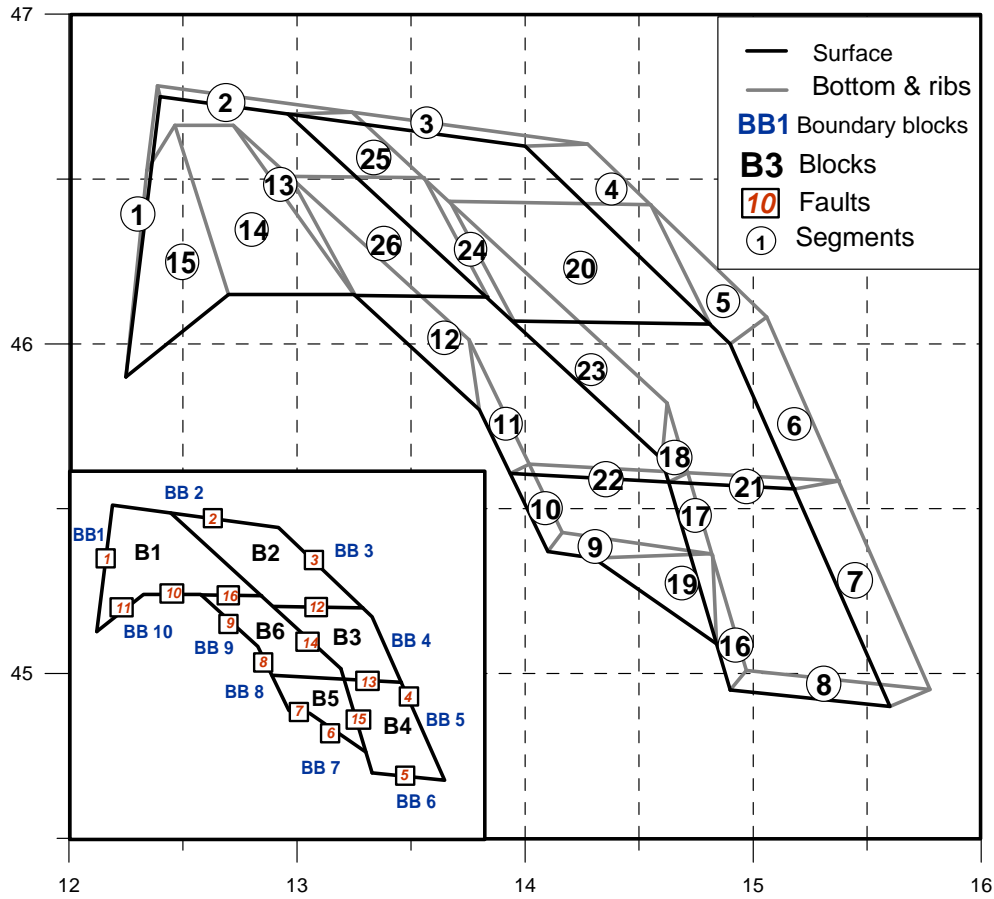 47
Surface
Bottom & ribs
BB1 Boundary blocks
B3 Blocks
10 Faults
1 Segments
2
3
25
4
13
1
14
15
26
24
20
5
46
12
23
11
6
18
22
21
10
17
9
19
7
16
8
45
BB 2
2
BB1
1
B1
B2
3
BB 3
10
16
12
11
BB 10
9
B6
BB 9
14
B3
BB 4
8
BB 8
13
B5
4
7
15
B4
BB 5
6
BB 7
5
BB 6
12
13
14
15
16